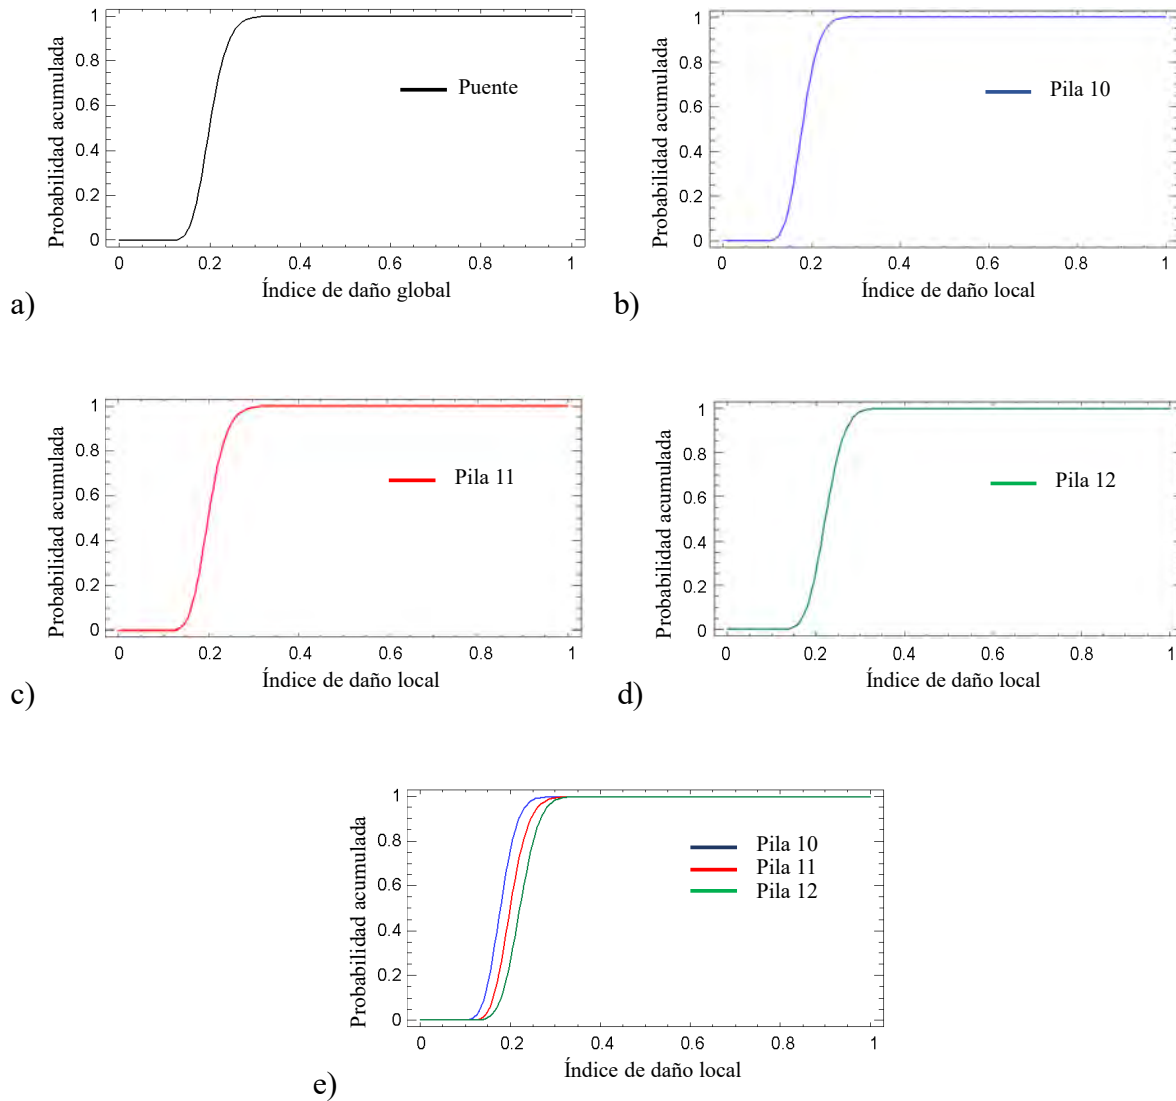 Probabilidad acumulada
1
0.8
0.6
0.4
0.2
0
Puente
0 0.2 0.4 0.6 0.8 1
Índice de daño global
a)
Probabilidad acumulada
1
0.8
0.6
0.4
0.2
0
Pila 10
0 0.2 0.4 0.6 0.8 1
Índice de daño local
b)
Probabilidad acumulada
1
0.8
0.6
0.4
0.2
0
Pila 11
0 0.2 0.4 0.6 0.8 1
Índice de daño local
c)
Probabilidad acumulada
1
0.8
0.6
0.4
0.2
0
Pila 12
0 0.2 0.4 0.6 0.8 1
Índice de daño local
d)
Probabilidad acumulada
1
0.8
0.6
0.4
0.2
0
Pila 10
Pila 11
Pila 12
0 0.2 0.4 0.6 0.8 1
Índice de daño local
e)